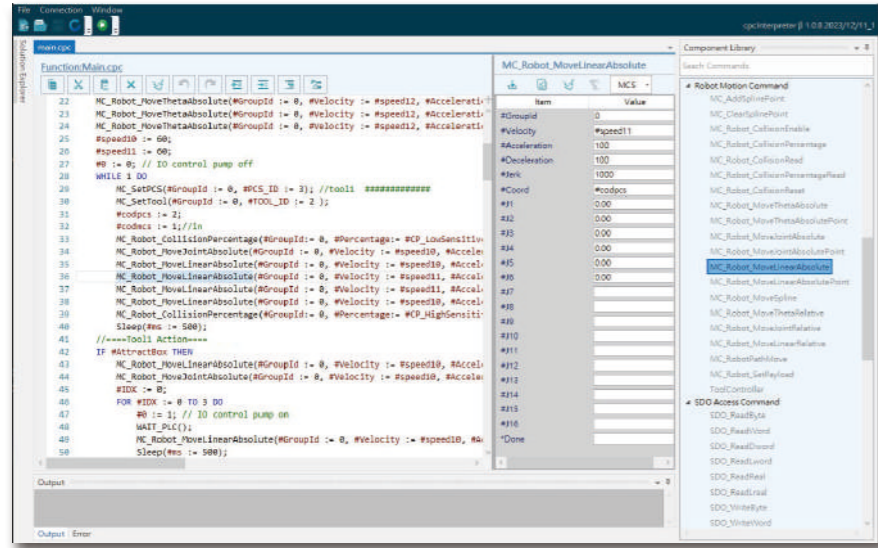 File Connection Window
cpcInterpreter β 1.0.8 2023/12/11_1
Solution Explorer
main.cpc
Function:Main.cpc
22 MC_Robot_MoveThetaAbsolute(#GroupId := 0, #Velocity := #speed12, #Accelerati
23 MC_Robot_MoveThetaAbsolute(#GroupId := 0, #Velocity := #speed12, #Accelerati
24 MC_Robot_MoveThetaAbsolute(#GroupId := 0, #Velocity := #speed12, #Accelerati
25 #speed10 := 60;
26 #speed11 := 60;
27 #0 := 0; // IO control pump off
28 WHILE 1 DO
29 MC_SetPCS(#GroupId := 0, #PCS_ID := 3); //tool1 #############
30 MC_SetTool(#GroupId := 0, #TOOL_ID := 2 );
31 #codpcs := 2;
32 #codmcs := 1;//In
33 MC_Robot_CollisionPercentage(#GroupId:= 0, #Percentage:= #CP_LowSensitiv
34 MC_Robot_MoveJointAbsolute(#GroupId := 0, #Velocity := #speed10, #Acceler
35 MC_Robot_MoveLinearAbsolute(#GroupId := 0, #Velocity := #speed10, #Accel
36 MC_Robot_MoveLinearAbsolute(#GroupId := 0, #Velocity := #speed11, #Accel
37 MC_Robot_MoveLinearAbsolute(#GroupId := 0, #Velocity := #speed11, #Accel
38 MC_Robot_MoveLinearAbsolute(#GroupId := 0, #Velocity := #speed10, #Accel
39 MC_Robot_CollisionPercentage(#GroupId:= 0, #Percentage:= #CP_HighSensiti
40 Sleep(#ms := 500);
41 //====Tool1 Action====
42 IF #AttractBox THEN
43 MC_Robot_MoveLinearAbsolute(#GroupId := 0, #Velocity := #speed10, #Accel
44 MC_Robot_MoveJointAbsolute(#GroupId := 0, #Velocity := #speed10, #Acceler
45 #IDX := 0;
46 FOR #IDX := 0 TO 3 DO
47 #0 := 1; // IO control pump on
48 WAIT_PLC();
49 MC_Robot_MoveLinearAbsolute(#GroupId := 0, #Velocity := #speed10, #A
50 Sleep(#ms := 500);
MC_Robot_MoveLinearAbsolute
MCS
Item Value
#Groupid 0
#Velocity #speed11
#Acceleration 100
#Deceleration 100
#Jerk 1000
#Coord #codpcs
#J1 0.00
#J2 0.00
#J3 0.00
#J4 0.00
#J5 0.00
#J6 0.00
#J7
#J8
#J9
#J10
#J11
#J12
#J13
#J14
#J15
#J16
*Done
Component Library
Seach Commands
Robot Motion Command
MC_AddSplinePoint
MC_ClearSplinePoint
MC_Robot_CollisionEnable
MC_Robot_CollisionPercentage
MC_Robot_CollisionRead
MC_Robot_CollisionPercentageRead
MC_Robot_CollisionReset
MC_Robot_MoveThetaAbsolute
MC_Robot_MoveThetaAbsolutePoint
MC_Robot_MoveJointAbsolute
MC_Robot_MoveJointAbsolutePoint
MC_Robot_MoveLinearAbsolute
MC_Robot_MoveLinearAbsolutePoint
MC_Robot_MoveSpline
MC_Robot_MoveThetaRelative
MC_Robot_MoveJointRelative
MC_Robot_MoveLinearRelative
MC_RobotPathMove
MC_Robot_SetPayload
ToolController
SDO Access Command
SDO_ReadByte
SDO_ReadWord
SDO_ReadDword
SDO_ReadLword
SDO_ReadReal
SDO_ReadLreal
SDO_WriteByte
SDO_WriteWord
Output
Output Error